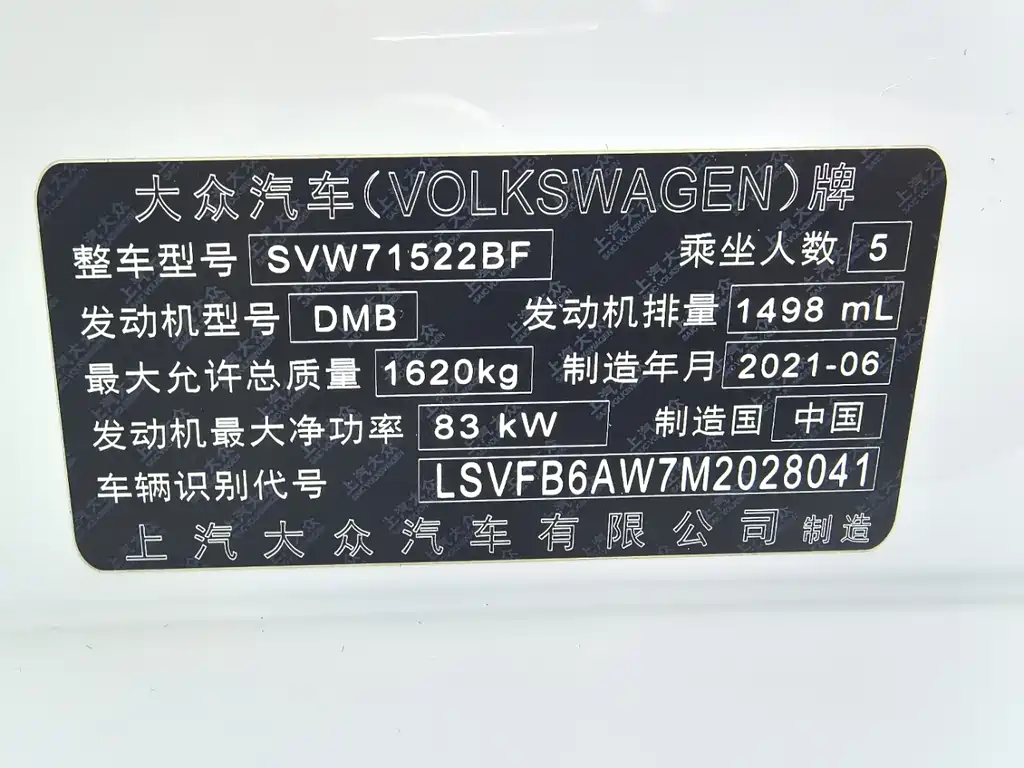 大众汽车(VOLKSWAGEN)牌
整车型号 SVW71522BF 乘坐人数 5
发动机型号 DMB 发动机排量 1498 mL
最大允许总质量 1620kg 制造年月 2021-06
发动机最大净功率 83 kW 制造国 中国
车辆识别代号 LSVFB6AW7M2028041
上汽大众汽车有限公司 制造